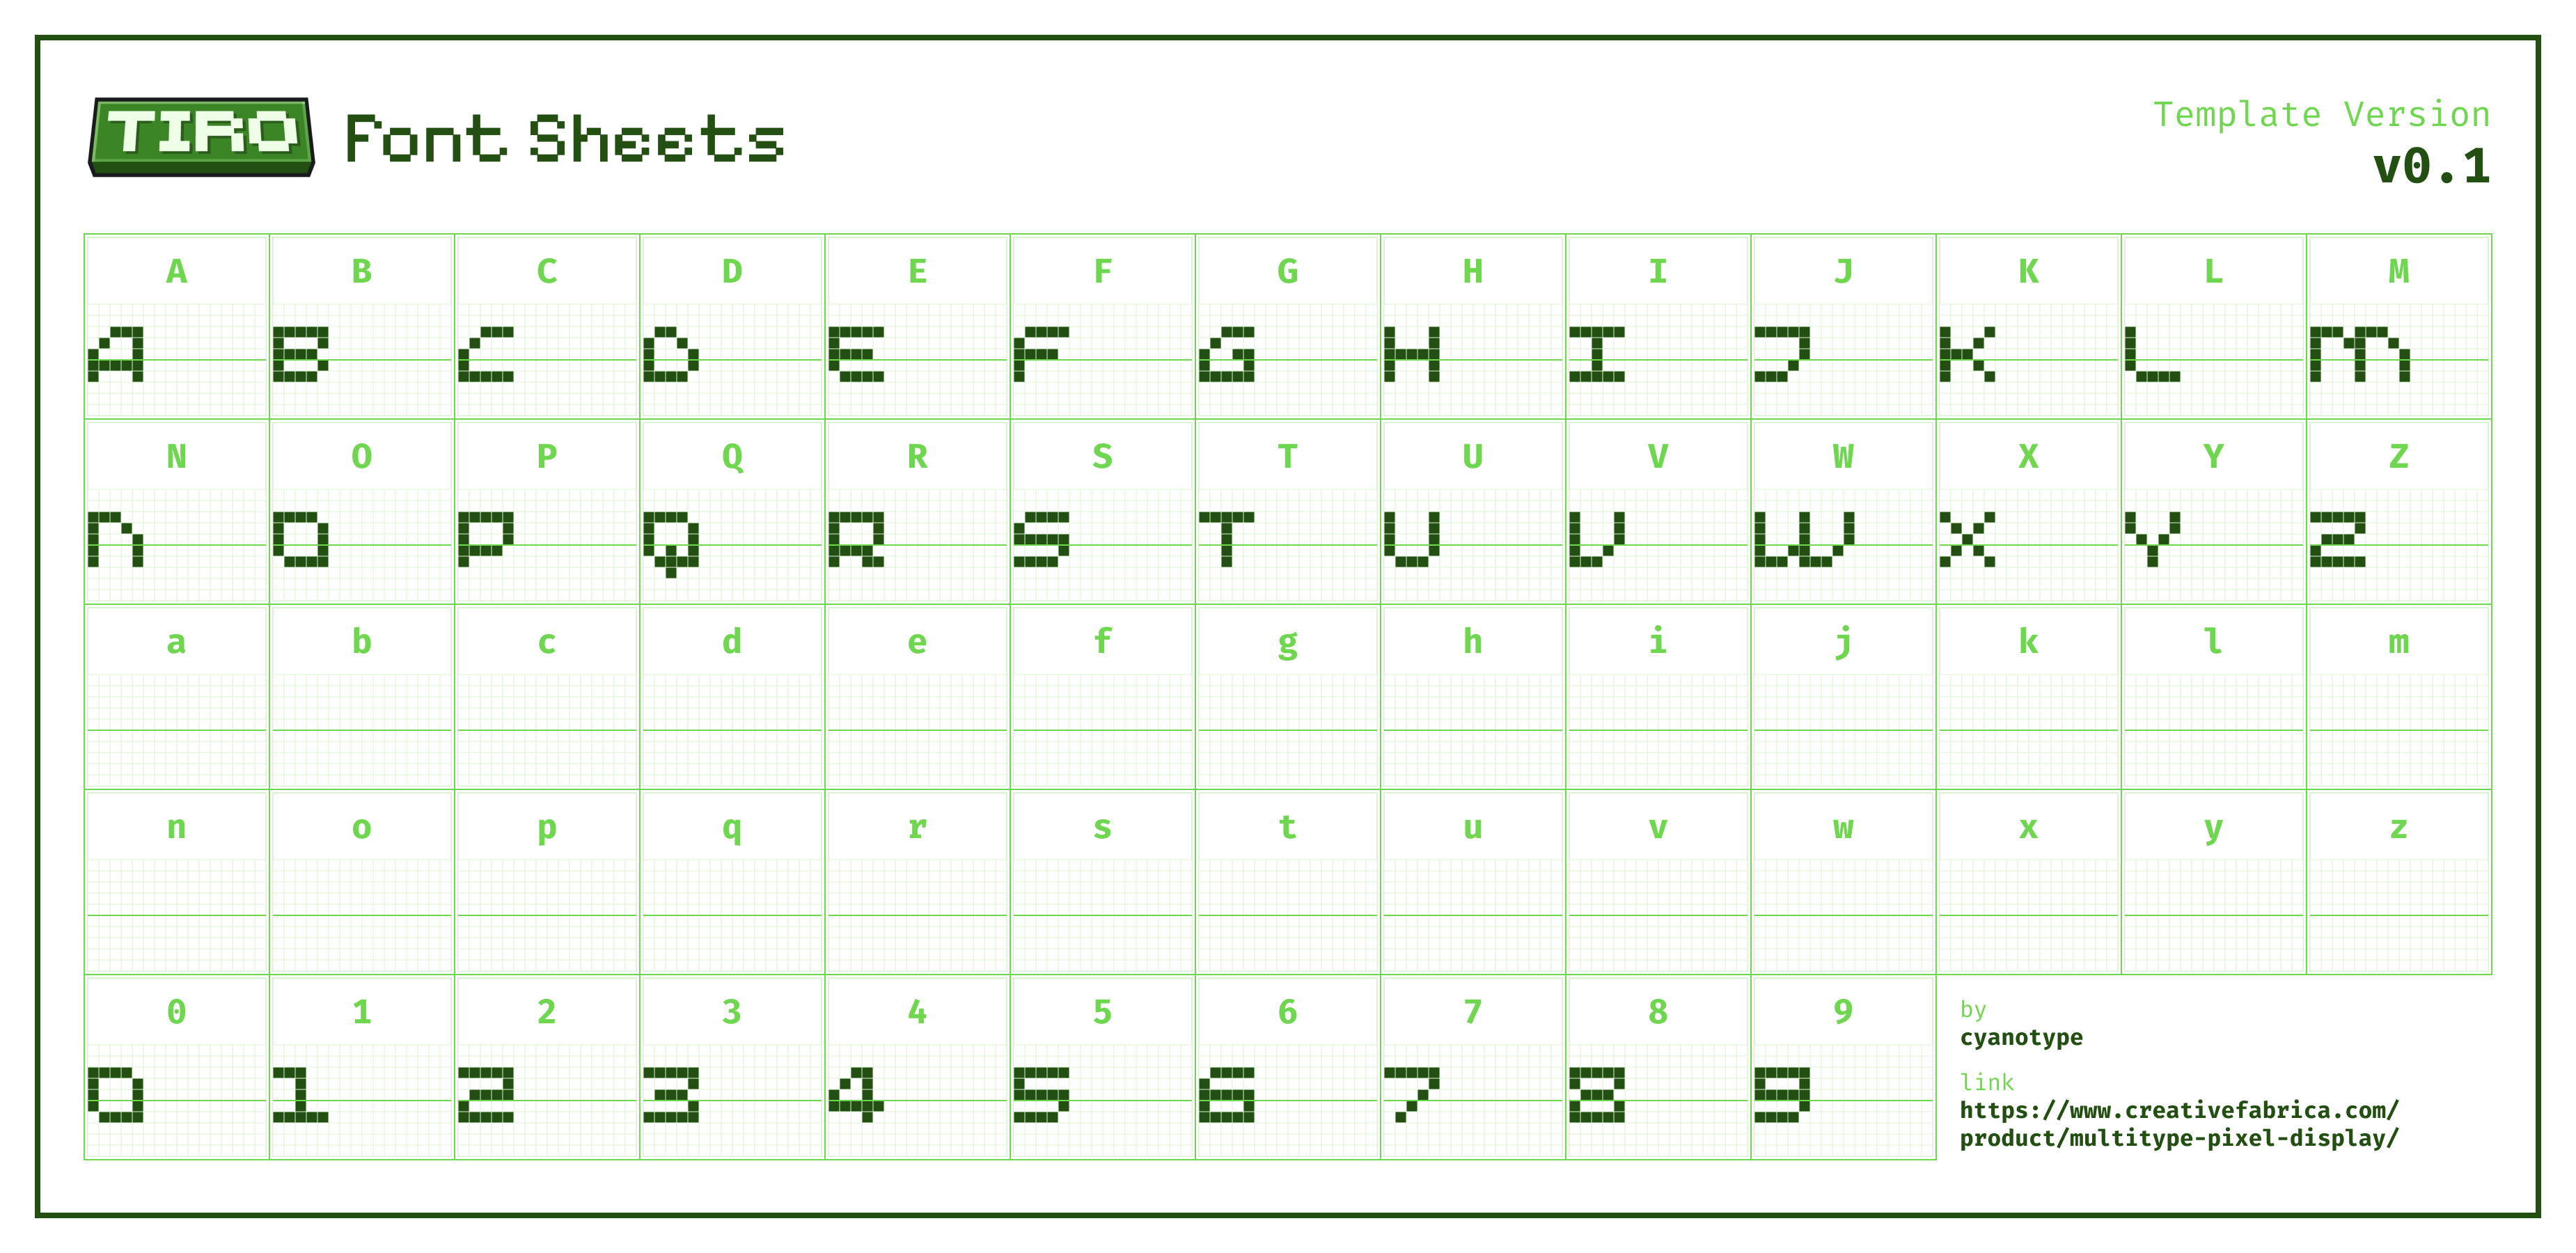 TIRO Font Sheets
Template Version
v0.1
A B C D E F G H I J K L M
A B C D E F G H I J K L M
N O P Q R S T U V W X Y Z
N O P Q R S T U V W X Y Z
a b c d e f g h i j k l m
n o p q r s t u v w x y z
0 1 2 3 4 5 6 7 8 9
0 1 2 3 4 5 6 7 8 9
by
cyanotype
link
https://www.creativefabrica.com/
product/multitype-pixel-display/